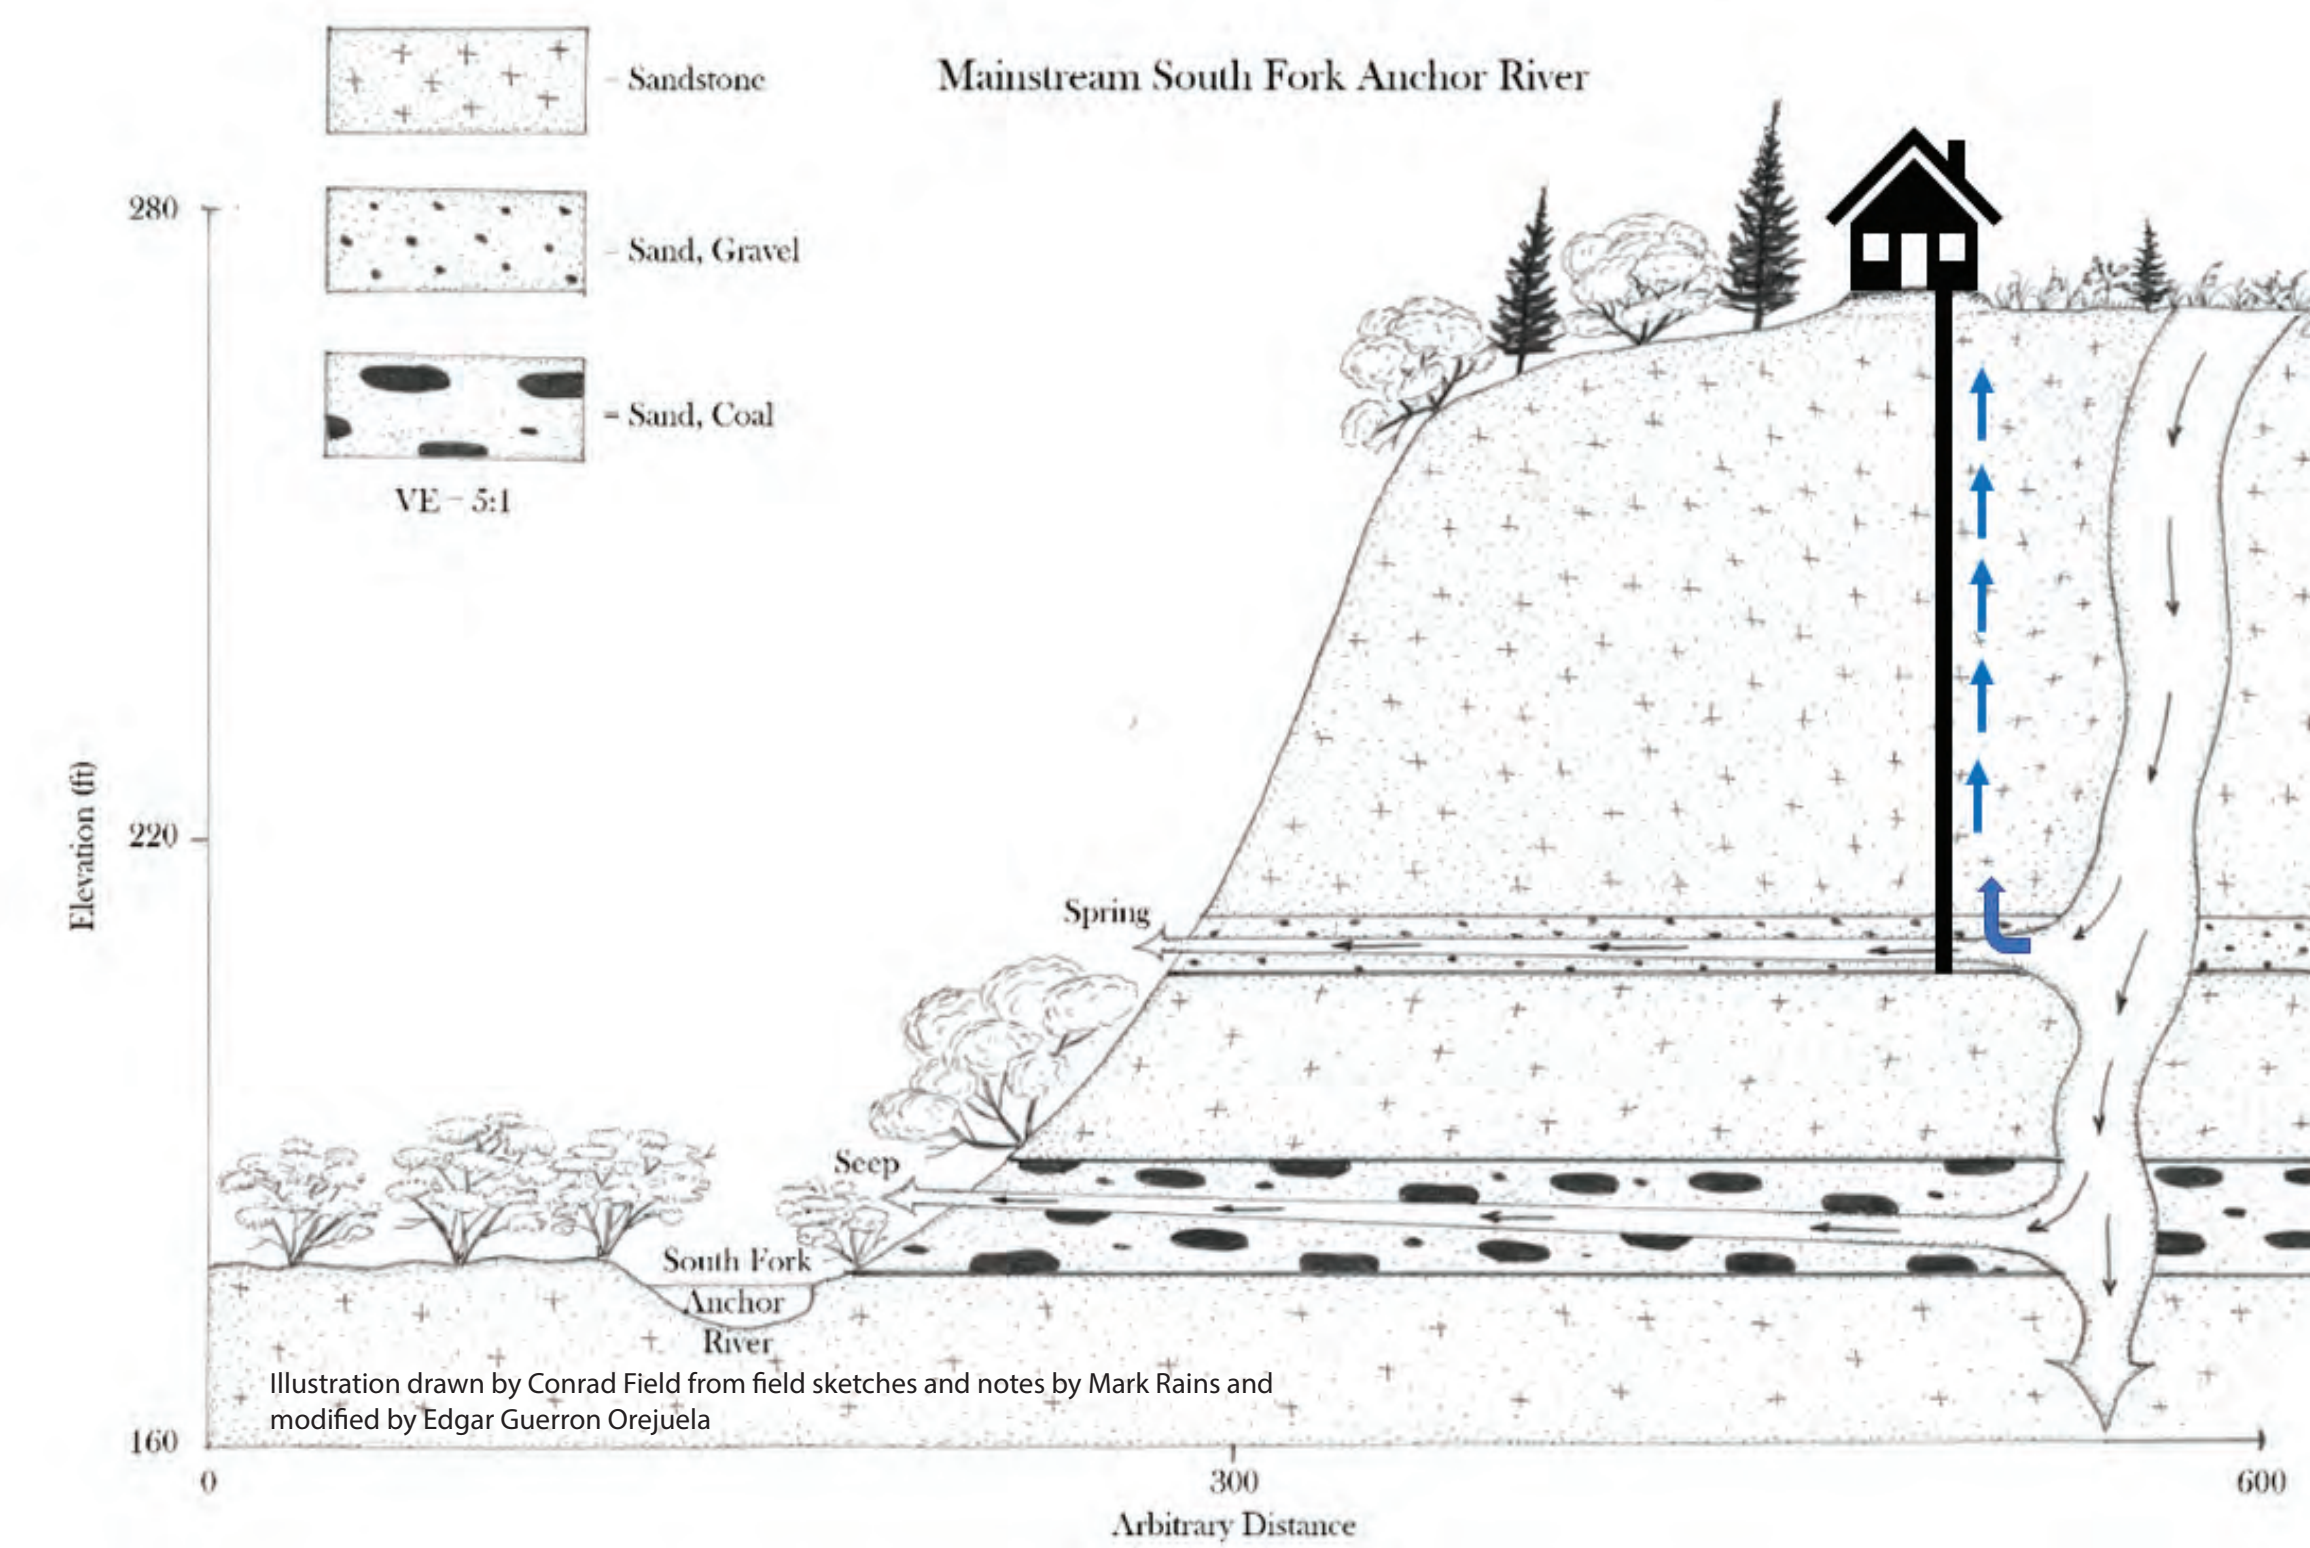 Mainstream South Fork Anchor River
– Sandstone
– Sand, Gravel
= Sand, Coal
VE – 5:1
280
220
160
Elevation (ft)
Spring
Seep
South Fork
Anchor
River
Illustration drawn by Conrad Field from field sketches and notes by Mark Rains and
modified by Edgar Guerron Orejuela
0
300
600
Arbitrary Distance